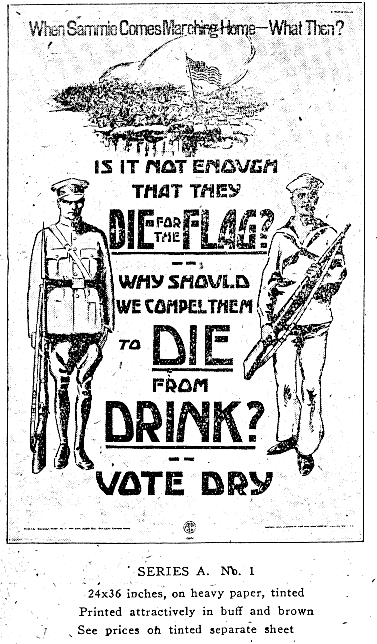 When Sammie Comes Marching Home—What Then?
IS IT NOT ENOUGH
THAT THEY
DIE FOR THE FLAG?
WHY SHOULD
WE COMPEL THEM
TO DIE
FROM
DRINK?
VOTE DRY
SERIES A. No. 1
24x36 inches, on heavy paper, tinted
Printed attractively in buff and brown
See prices on tinted separate sheet